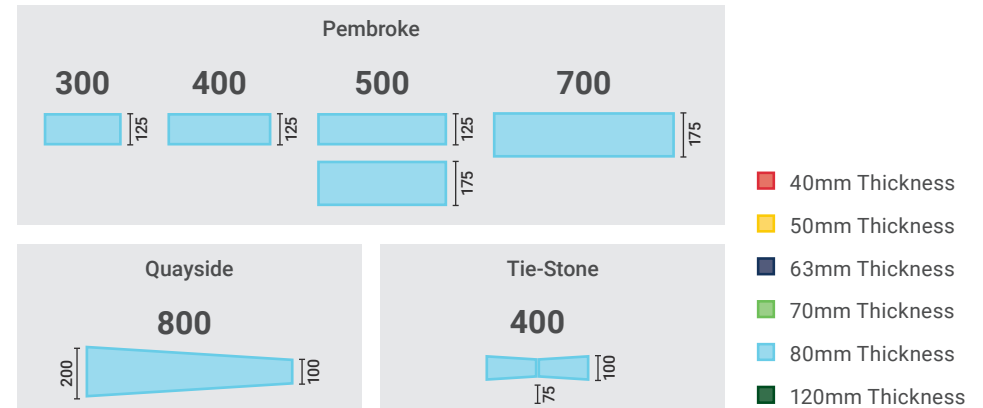 Pembroke
300 400 500 700
125 125 125 175
175
Quayside
800
200 100
Tie-Stone
400
100
75
40mm Thickness
50mm Thickness
63mm Thickness
70mm Thickness
80mm Thickness
120mm Thickness